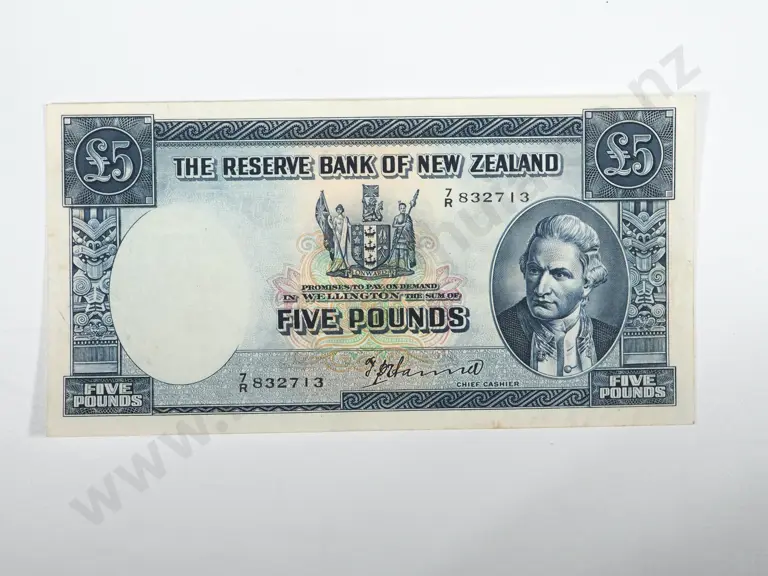 £5
£5
THE RESERVE BANK OF NEW ZEALAND
7/R 832713
ONWARD
PROMISES TO PAY ON DEMAND
IN WELLINGTON THE SUM OF
FIVE POUNDS
7/R 832713
CHIEF CASHIER
FIVE
POUNDS
FIVE
POUNDS